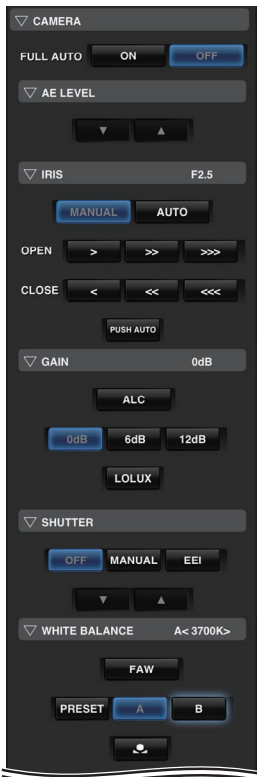 ▽ CAMERA
FULL AUTO ON OFF
▽ AE LEVEL
▼ ▲
▽ IRIS F2.5
MANUAL AUTO
OPEN > >> >>>
CLOSE < << <<<
PUSH AUTO
▽ GAIN 0dB
ALC
0dB 6dB 12dB
LOLUX
▽ SHUTTER
OFF MANUAL EEI
▼ ▲
▽ WHITE BALANCE A< 3700K>
FAW
PRESET A B